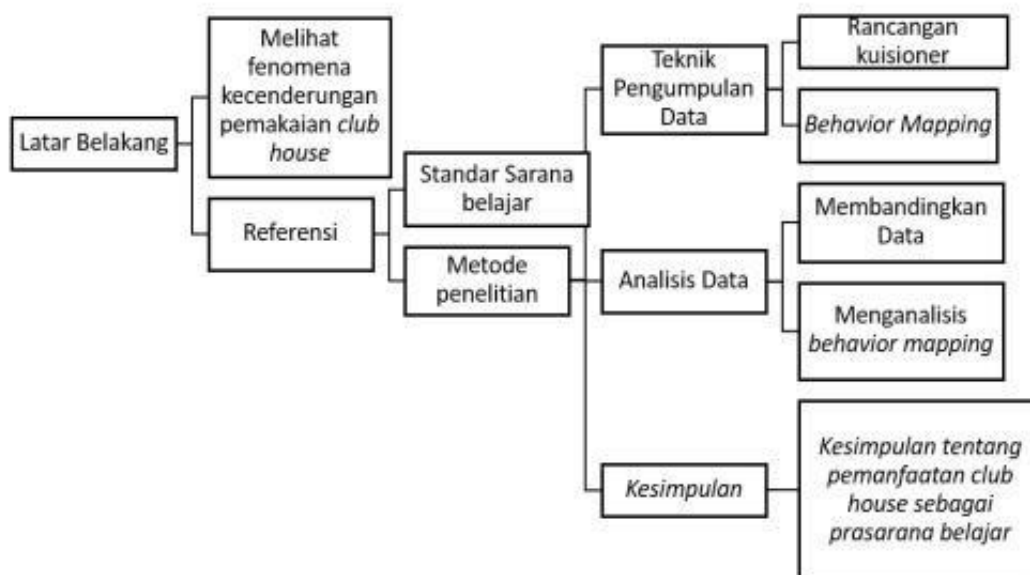 Latar Belakang
Melihat
fenomena
kecenderungan
pemakaian club
house
Referensi
Standar Sarana
belajar
Metode
penelitian
Teknik
Pengumpulan
Data
Rancangan
kuisioner
Behavior Mapping
Analisis Data
Membandingkan
Data
Menganalisis
behavior mapping
Kesimpulan
Kesimpulan tentang
pemanfaatan club
house sebagai
prasarana belajar